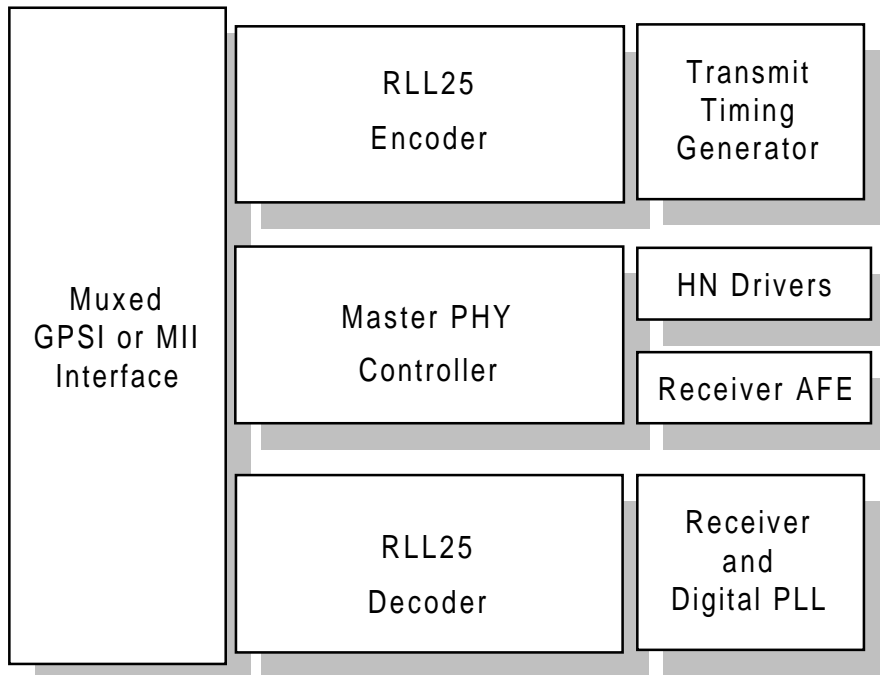 Muxed
GPSI or MII
Interface
RLL25
Encoder
Transmit
Timing
Generator
Master PHY
Controller
HN Drivers
Receiver AFE
RLL25
Decoder
Receiver
and
Digital PLL